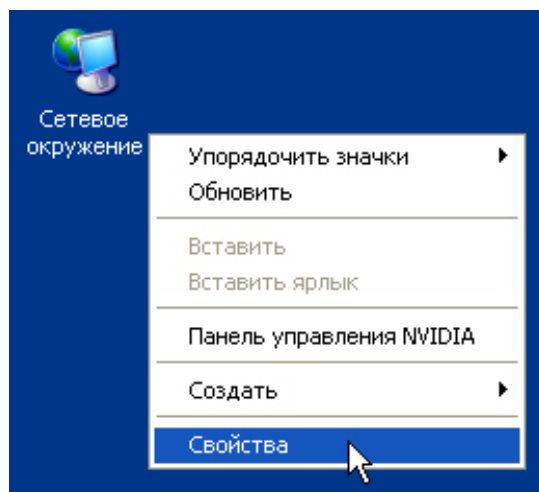 Сетевое
окружение
Упорядочить значки
Обновить
Вставить
Вставить ярлык
Панель управления NVIDIA
Создать
Свойства